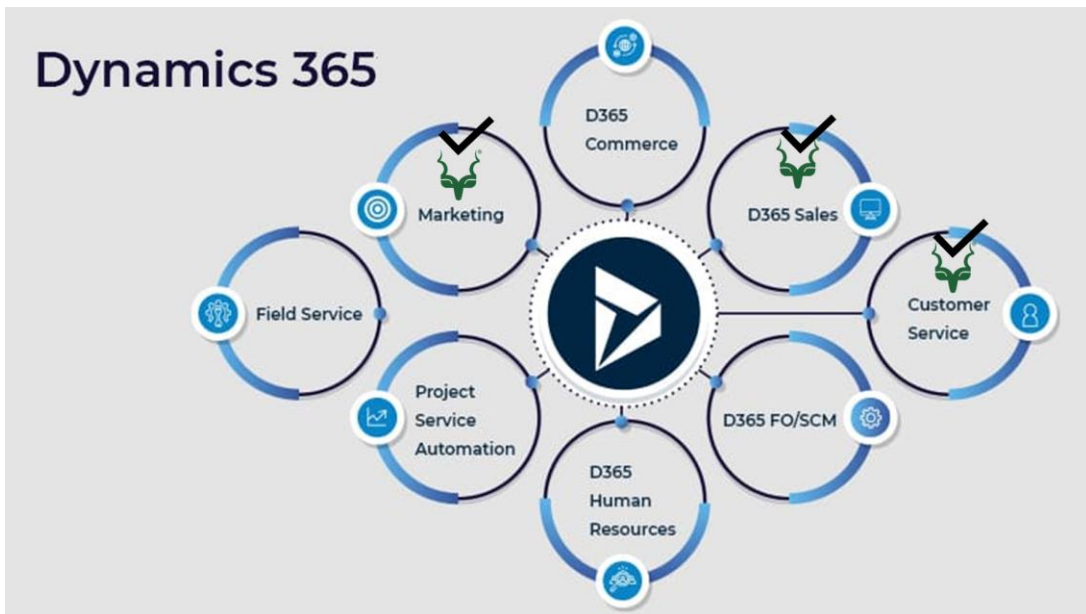 Dynamics 365
D365
Commerce
Marketing
D365 Sales
Customer
Service
Field Service
Project
Service
Automation
D365 FO/SCM
D365
Human
Resources